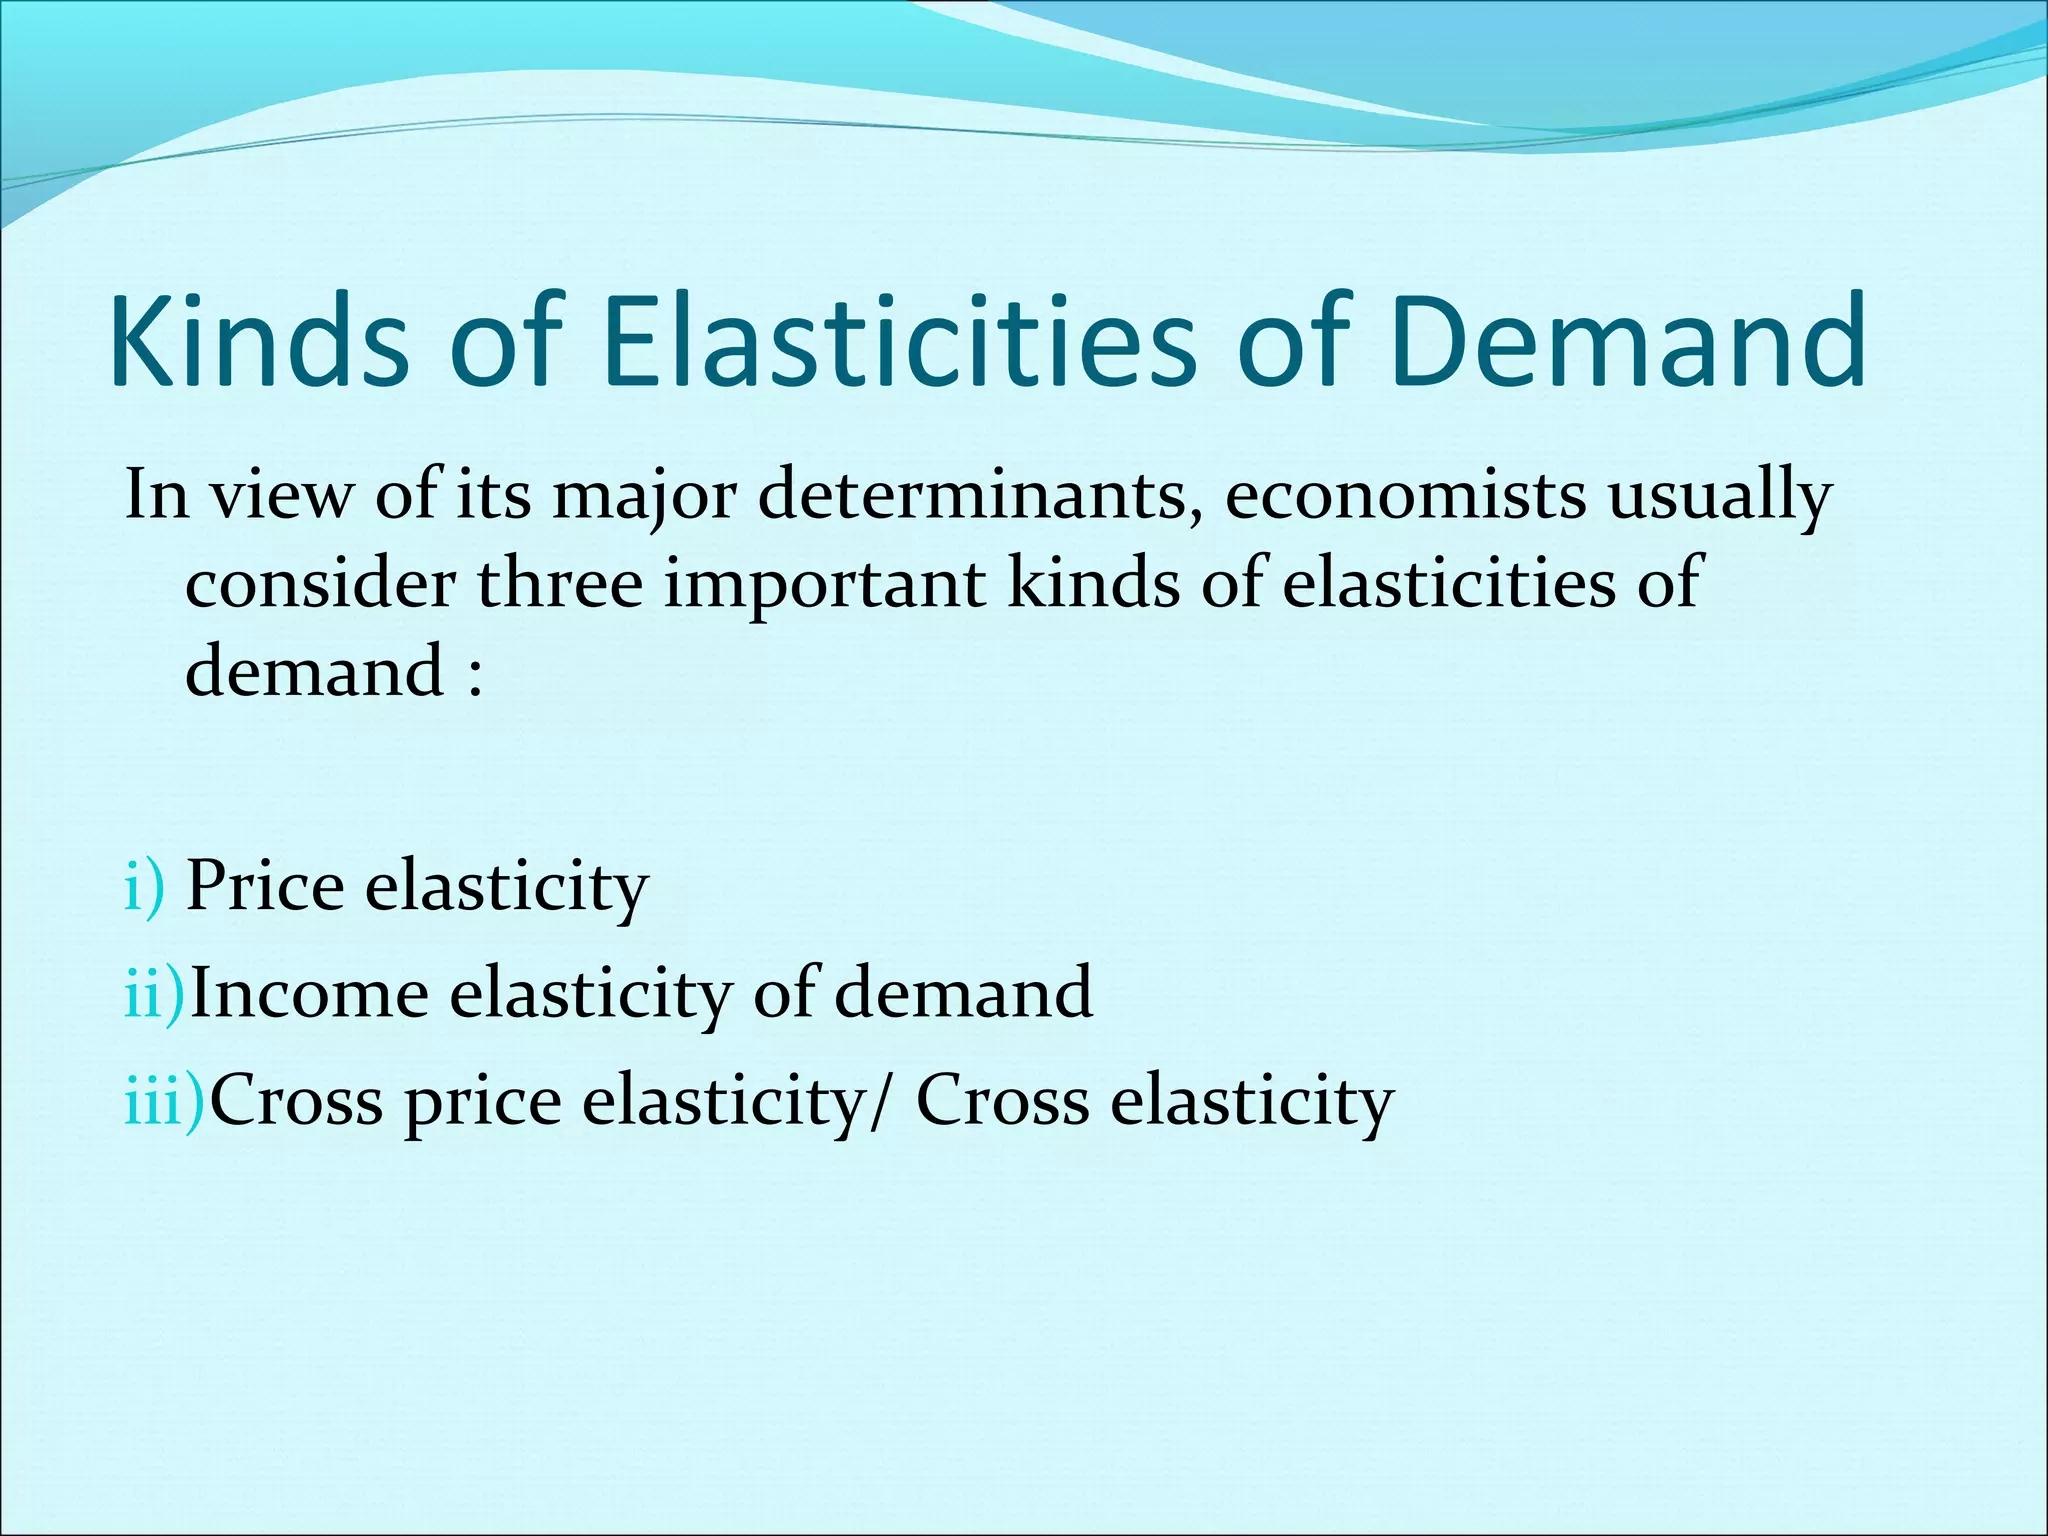 Kinds of Elasticities of Demand
In view of its major determinants, economists usually
consider three important kinds of elasticities of
demand :
i) Price elasticity
ii)Income elasticity of demand
iii)Cross price elasticity/ Cross elasticity